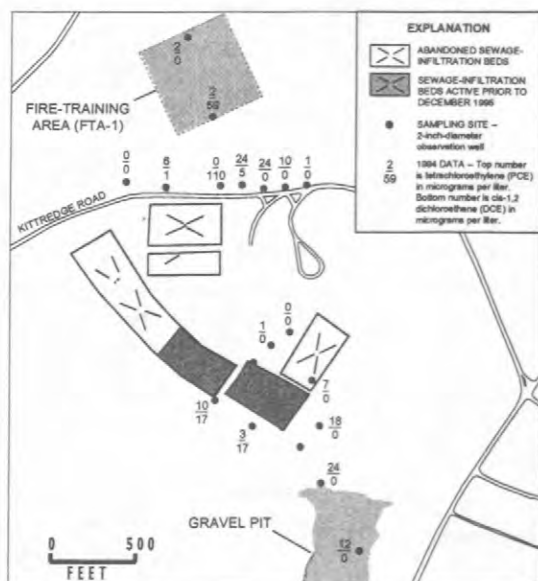 EXPLANATION
ABANDONED SEWAGE-
INFILTRATION BEDS
SEWAGE-INFILTRATION
BEDS ACTIVE PRIOR TO
DECEMBER 1995
SAMPLING SITE –
2-inch-diameter
observation well
2
59
1994 DATA – Top number
is tetrachloroethylene (PCE)
in micrograms per liter.
Bottom number is cis-1,2
dichloroethene (DCE) in
micrograms per liter.
2
0
FIRE-TRAINING
AREA (FTA-1)
2
59
0
0
6
1
0
110
24
5
24
0
10
0
1
0
KITTREDGE ROAD
0
0
1
0
7
0
10
17
3
17
18
0
24
0
GRAVEL PIT
12
0
0 500
FEET